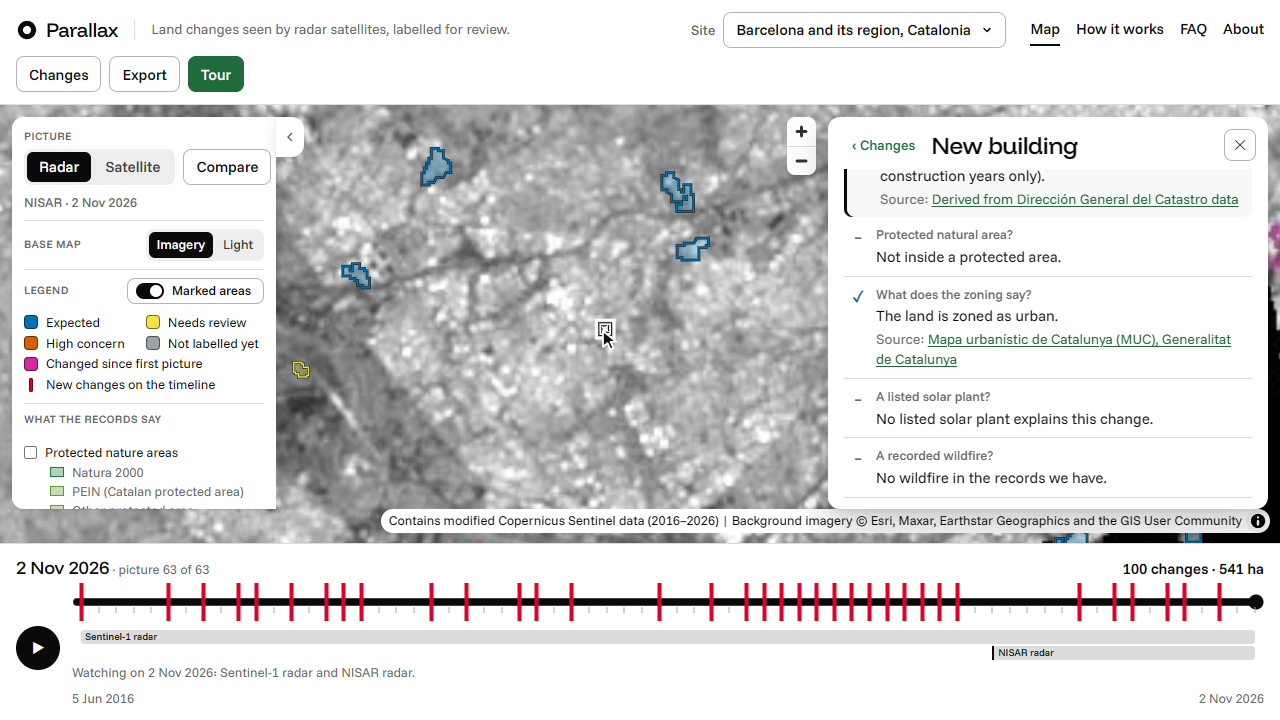 Parallax
Land changes seen by radar satellites, labelled for review.
Site
Barcelona and its region, Catalonia
Map
How it works
FAQ
About
Changes
Export
Tour
PICTURE
Radar
Satellite
Compare
NISAR · 2 Nov 2026
BASE MAP
Imagery
Light
LEGEND
Marked areas
Expected
Needs review
High concern
Not labelled yet
Changed since first picture
New changes on the timeline
WHAT THE RECORDS SAY
Protected nature areas
Natura 2000
PEIN (Catalan protected area)
‹ Changes
New building
construction years only).
Source: Derived from Dirección General del Catastro data
Protected natural area?
Not inside a protected area.
What does the zoning say?
The land is zoned as urban.
Source: Mapa urbanístic de Catalunya (MUC), Generalitat
de Catalunya
A listed solar plant?
No listed solar plant explains this change.
A recorded wildfire?
No wildfire in the records we have.
Contains modified Copernicus Sentinel data (2016–2026) | Background imagery © Esri, Maxar, Earthstar Geographics and the GIS User Community
2 Nov 2026 · picture 63 of 63
100 changes · 541 ha
Sentinel-1 radar
NISAR radar
Watching on 2 Nov 2026: Sentinel-1 radar and NISAR radar.
5 Jun 2016
2 Nov 2026